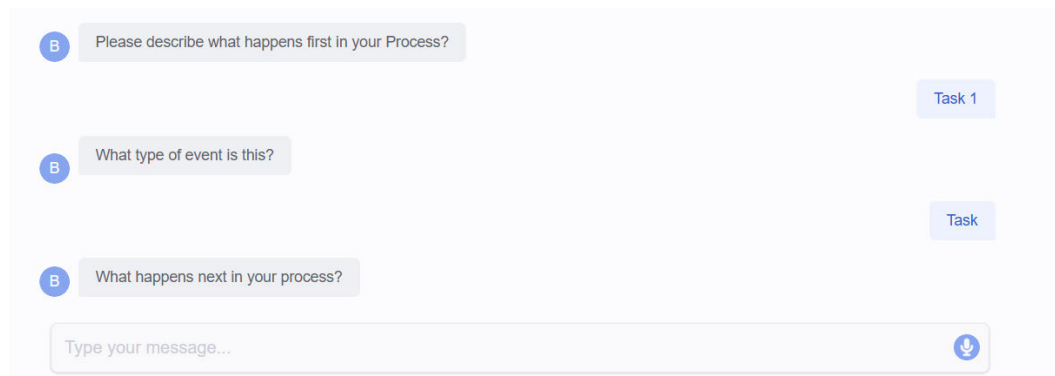 B
Please describe what happens first in your Process?
Task 1
B
What type of event is this?
Task
B
What happens next in your process?
Type your message...